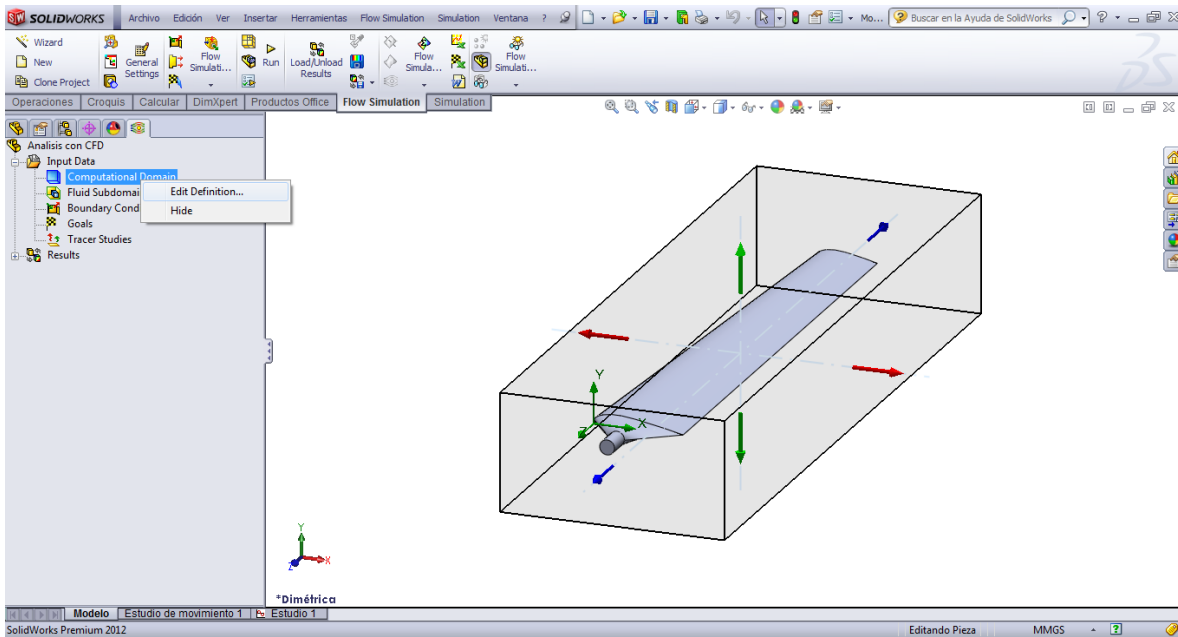 SOLIDWORKS Archivo Edición Ver Insertar Herramientas Flow Simulation Simulation Ventana ? Mo... Buscar en la Ayuda de SolidWorks
Wizard
New
Clone Project
General Settings
Flow Simulati...
Run
Load/Unload Results
Flow Simula...
Flow Simulati...
Operaciones Croquis Calcular DimXpert Productos Office Flow Simulation Simulation
Analisis con CFD
Input Data
Computational Domain
Fluid Subdomai
Boundary Cond
Goals
Tracer Studies
Results
Edit Definition...
Hide
Y
X
Z
Y
X
Z
*Dimétrica
Modelo Estudio de movimiento 1 Estudio 1
SolidWorks Premium 2012 Editando Pieza MMGS